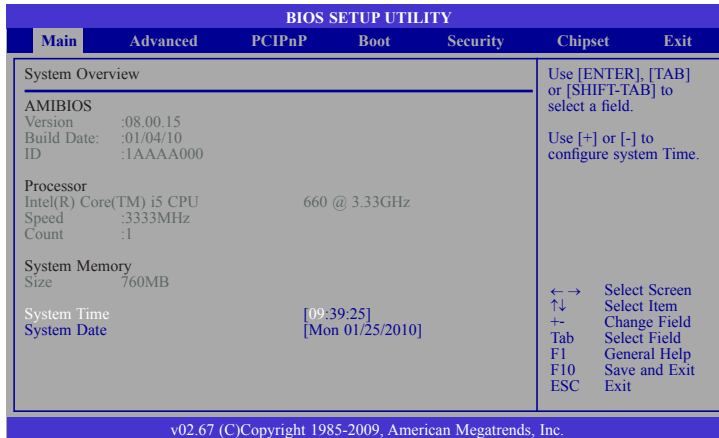 BIOS SETUP UTILITY
Main Advanced PCIPnP Boot Security Chipset Exit
System Overview
AMIBIOS
Version :08.00.15
Build Date: :01/04/10
ID :1AAAA000
Processor
Intel(R) Core(TM) i5 CPU 660 @ 3.33GHz
Speed :3333MHz
Count :1
System Memory
Size 760MB
System Time [09:39:25]
System Date [Mon 01/25/2010]
Use [ENTER], [TAB]
or [SHIFT-TAB] to
select a field.
Use [+] or [-] to
configure system Time.
←→ Select Screen
↑↓ Select Item
+- Change Field
Tab Select Field
F1 General Help
F10 Save and Exit
ESC Exit
v02.67 (C)Copyright 1985-2009, American Megatrends, Inc.